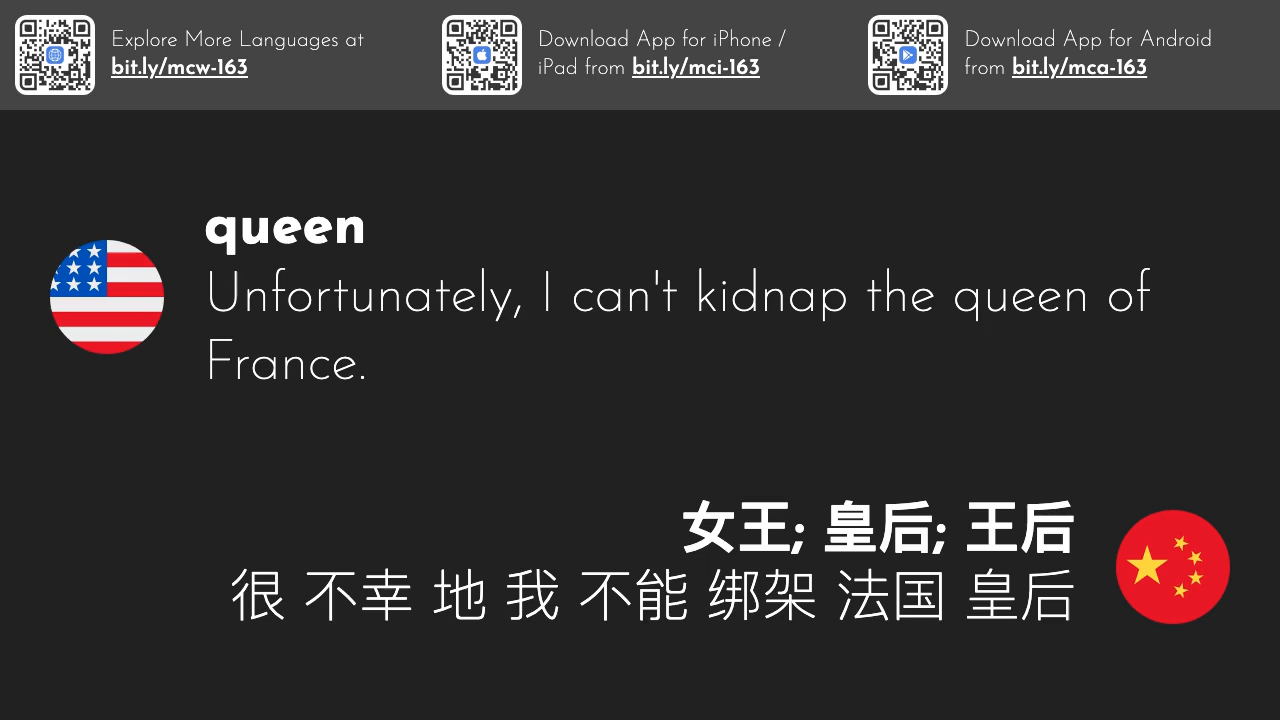 Explore More Languages at
bit.ly/mcw-163
Download App for iPhone /
iPad from bit.ly/mci-163
Download App for Android
from bit.ly/mca-163
queen
Unfortunately, I can't kidnap the queen of
France.
女王; 皇后; 王后
很 不幸 地 我 不能 绑架 法国 皇后